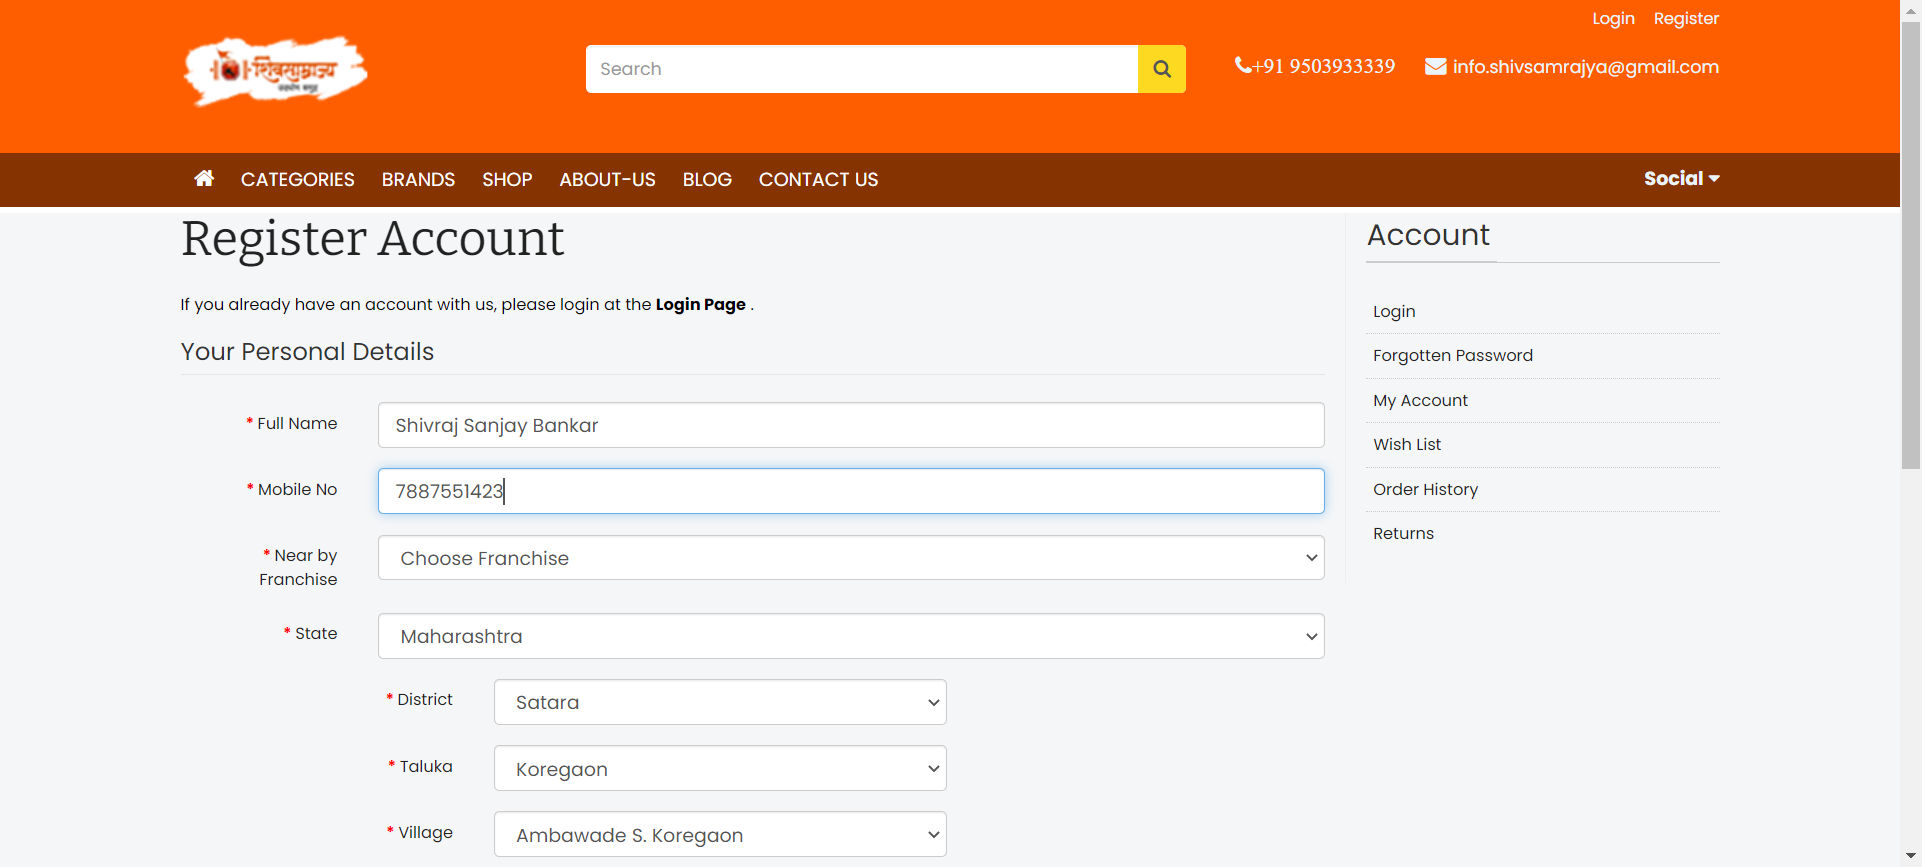 Login Register
शिवसाम्राज्य
उद्योग समूह
Search
+91 9503933339
info.shivsamrajya@gmail.com
CATEGORIES BRANDS SHOP ABOUT-US BLOG CONTACT US
Social
Register Account
If you already have an account with us, please login at the Login Page .
Your Personal Details
* Full Name
Shivraj Sanjay Bankar
* Mobile No
7887551423
* Near by
Franchise
Choose Franchise
* State
Maharashtra
* District
Satara
* Taluka
Koregaon
* Village
Ambawade S. Koregaon
Account
Login
Forgotten Password
My Account
Wish List
Order History
Returns